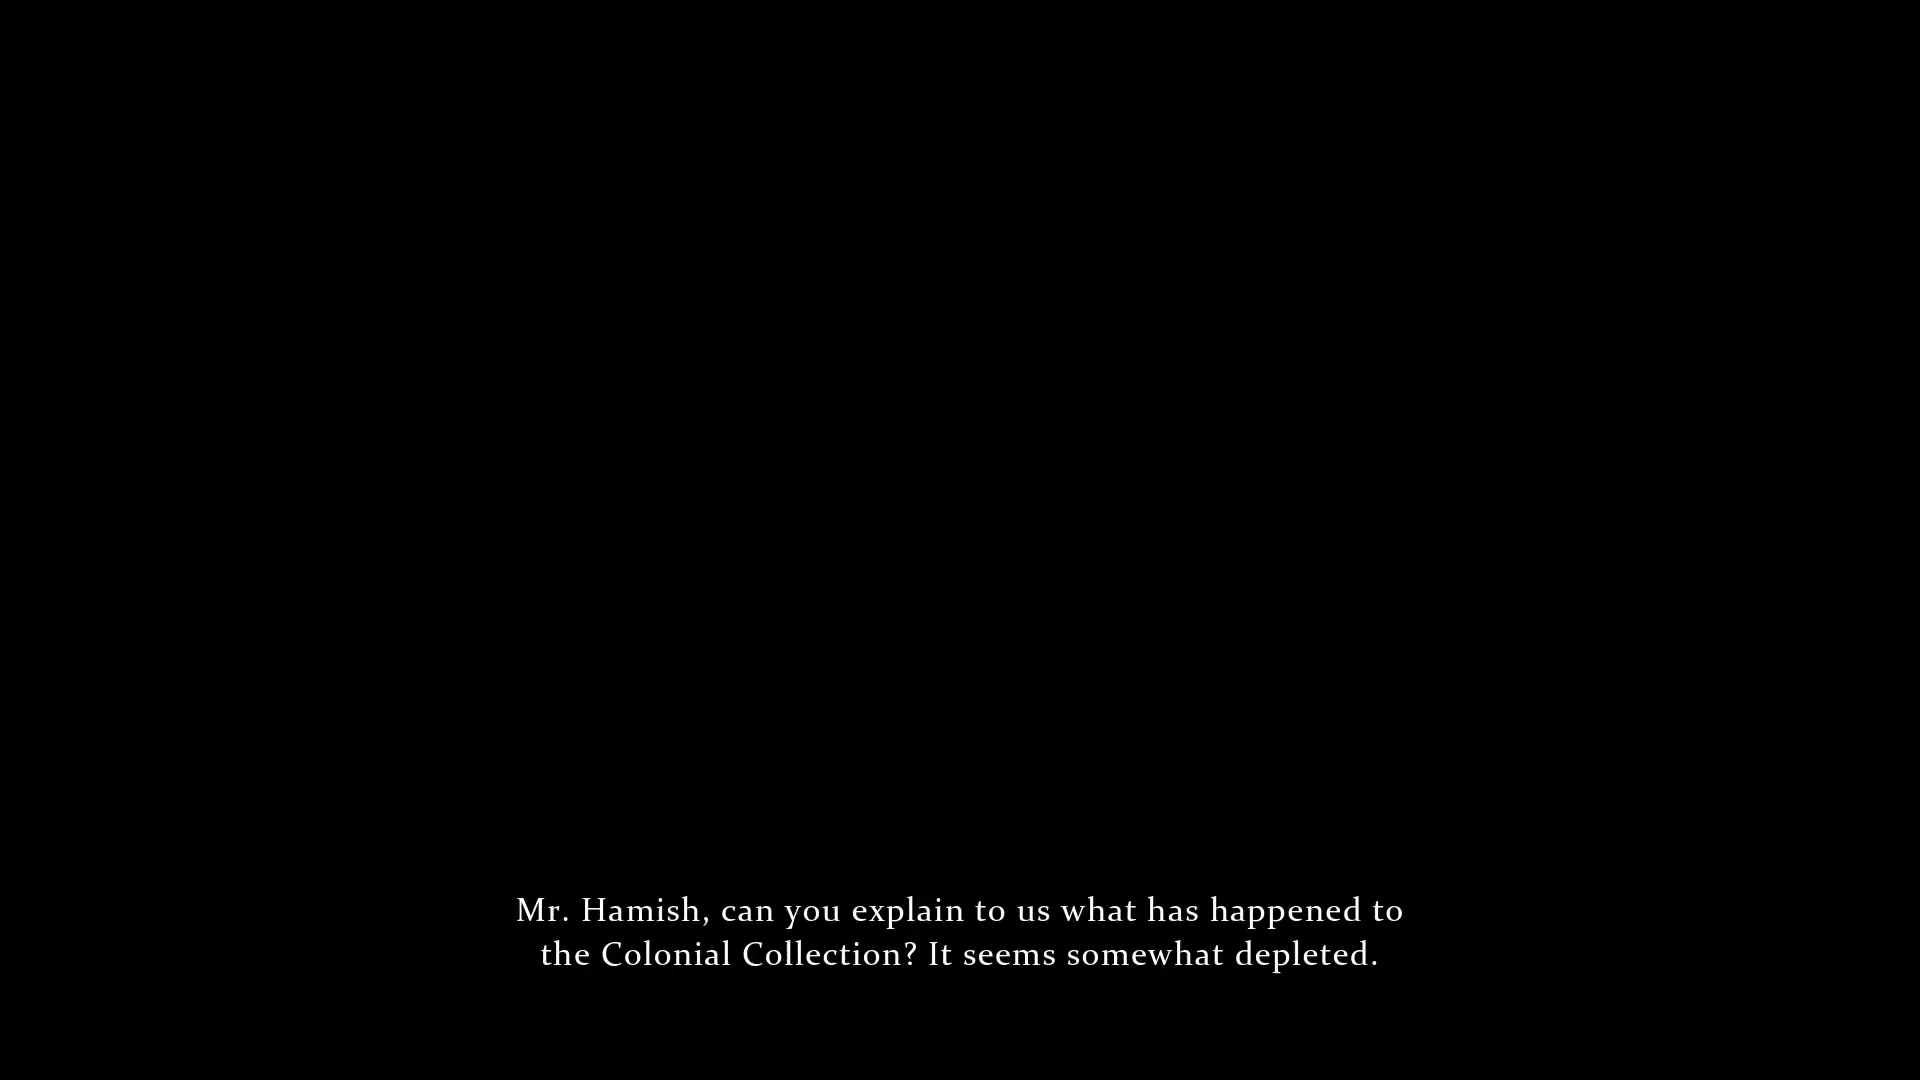 Mr. Hamish, can you explain to us what has happened to
the Colonial Collection? It seems somewhat depleted.